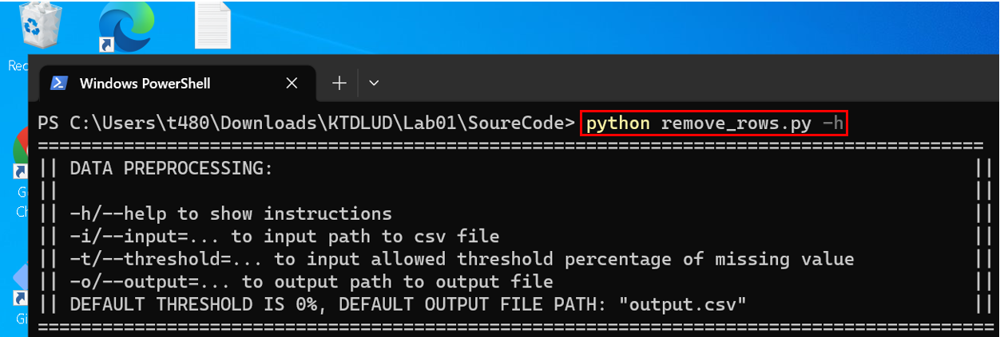 Rec
Windows PowerShell
PS C:\Users\t480\Downloads\KTDLUD\Lab01\SoureCode> python remove_rows.py -h
====================================================================================
|| DATA PREPROCESSING: ||
|| ||
|| -h/--help to show instructions ||
|| -i/--input=... to input path to csv file ||
|| -t/--threshold=... to input allowed threshold percentage of missing value ||
|| -o/--output=... to output path to output file ||
|| DEFAULT THRESHOLD IS 0%, DEFAULT OUTPUT FILE PATH: "output.csv" ||
=====================================================================================
G
Ch
Gi